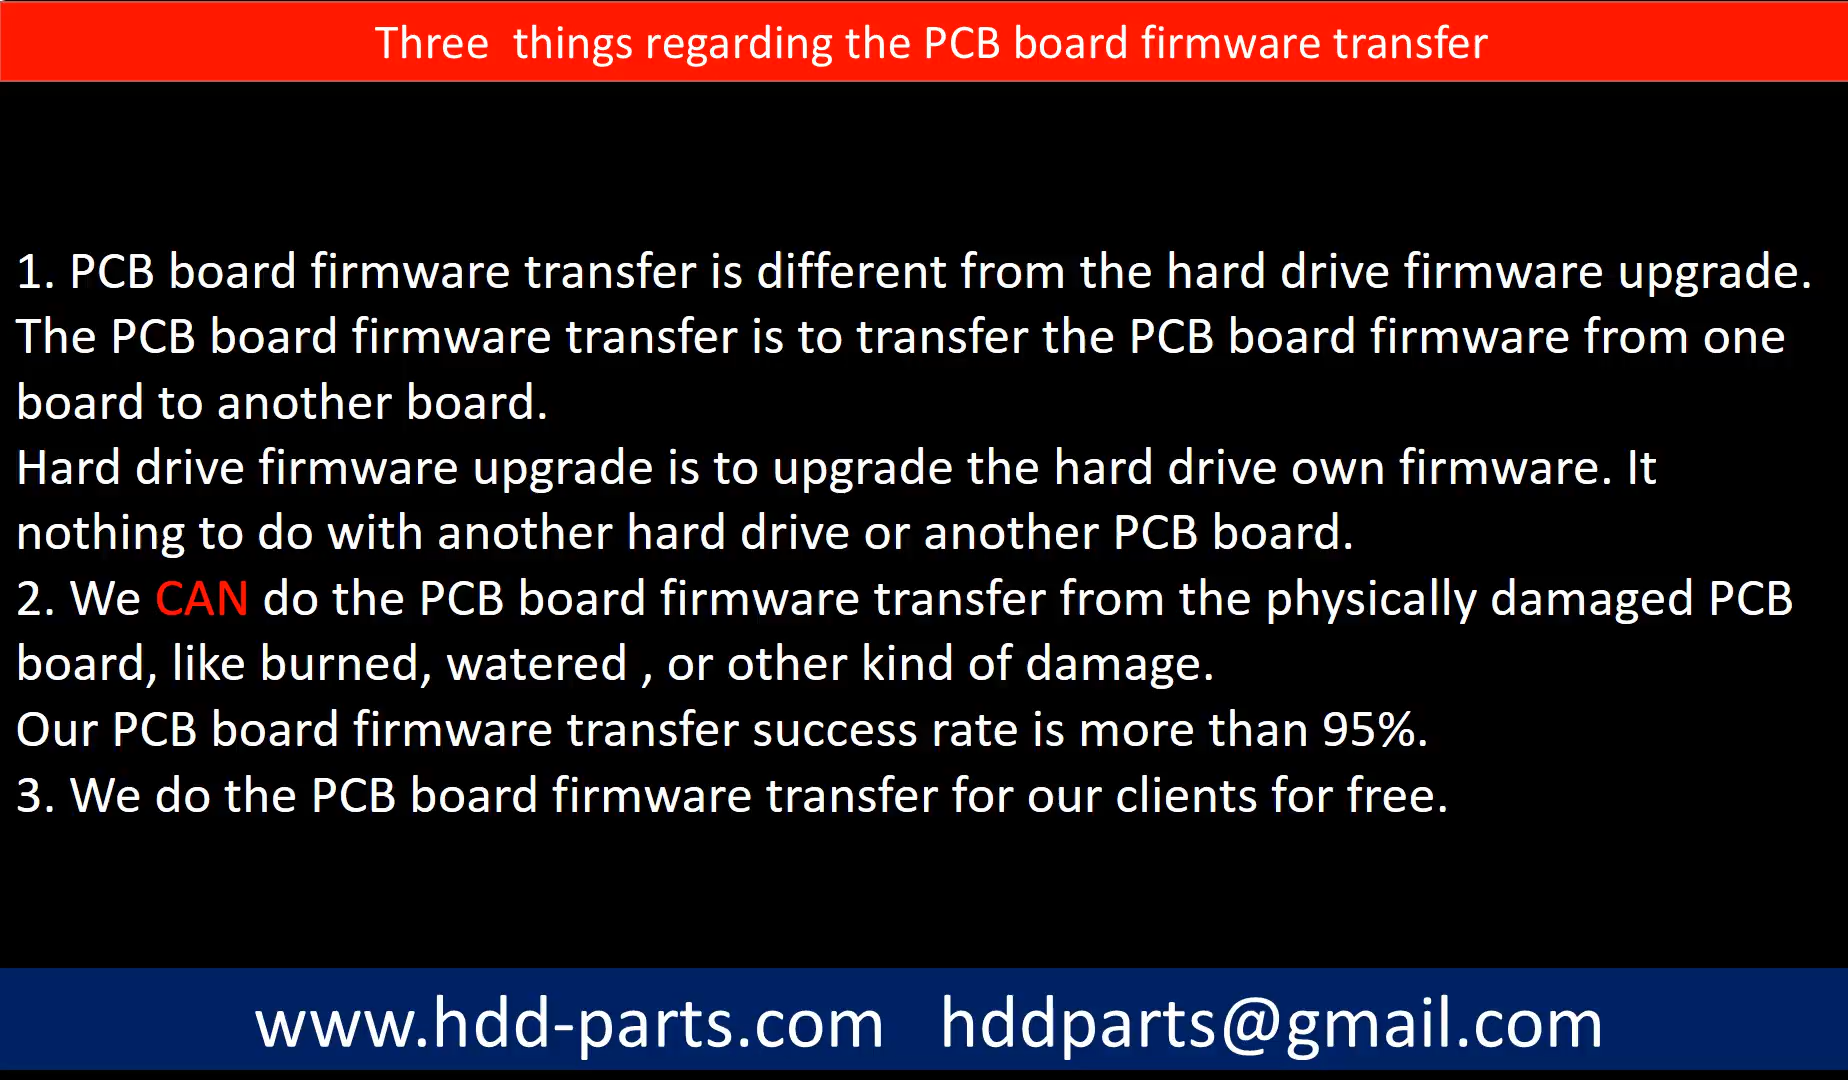 Three  things regarding the PCB board firmware transfer
1. PCB board firmware transfer is different from the hard drive firmware upgrade.
The PCB board firmware transfer is to transfer the PCB board firmware from one
board to another board.
Hard drive firmware upgrade is to upgrade the hard drive own firmware. It
nothing to do with another hard drive or another PCB board.
2. We CAN do the PCB board firmware transfer from the physically damaged PCB
board, like burned, watered , or other kind of damage.
Our PCB board firmware transfer success rate is more than 95%.
3. We do the PCB board firmware transfer for our clients for free.
www.hdd-parts.com   hddparts@gmail.com